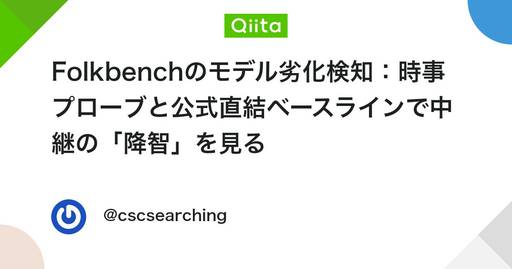 Qiita
Folkbenchのモデル劣化検知：時事
プローブと公式直結ベースラインで中
継の「降智」を見る
@cscsearching